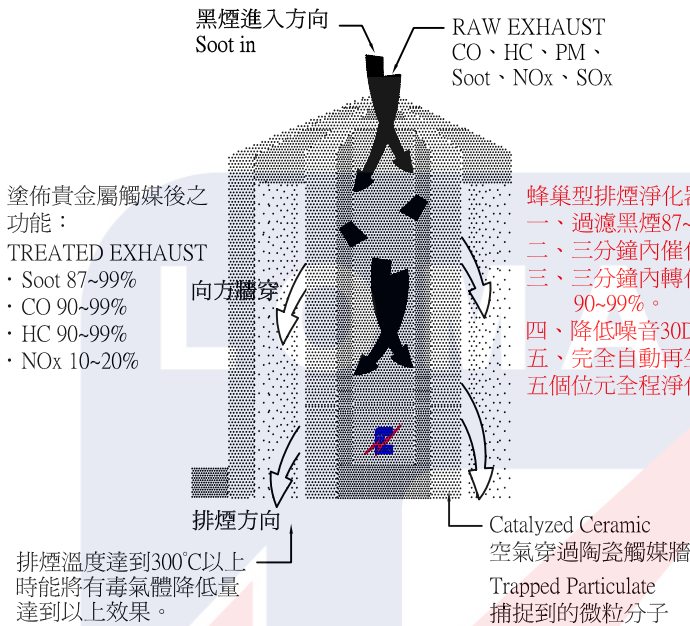 黑煙進入方向
Soot in
RAW EXHAUST
CO、HC、PM、
Soot、NOx、SOx
塗佈貴金屬觸媒後之
功能：
TREATED EXHAUST
· Soot 87~99%
· CO 90~99%
· HC 90~99%
· NOx 10~20%
向方牆穿
蜂巢型排煙淨化
一、過濾黑煙87~
二、三分鐘內催
三、三分鐘內轉
90~99%。
四、降低噪音30D
五、完全自動再
五個位元全程淨
排煙方向
排煙溫度達到300°C以上
時能將有毒氣體降低量
達到以上效果。
Catalyzed Ceramic
空氣穿過陶瓷觸媒牆
Trapped Particulate
捕捉到的微粒分子